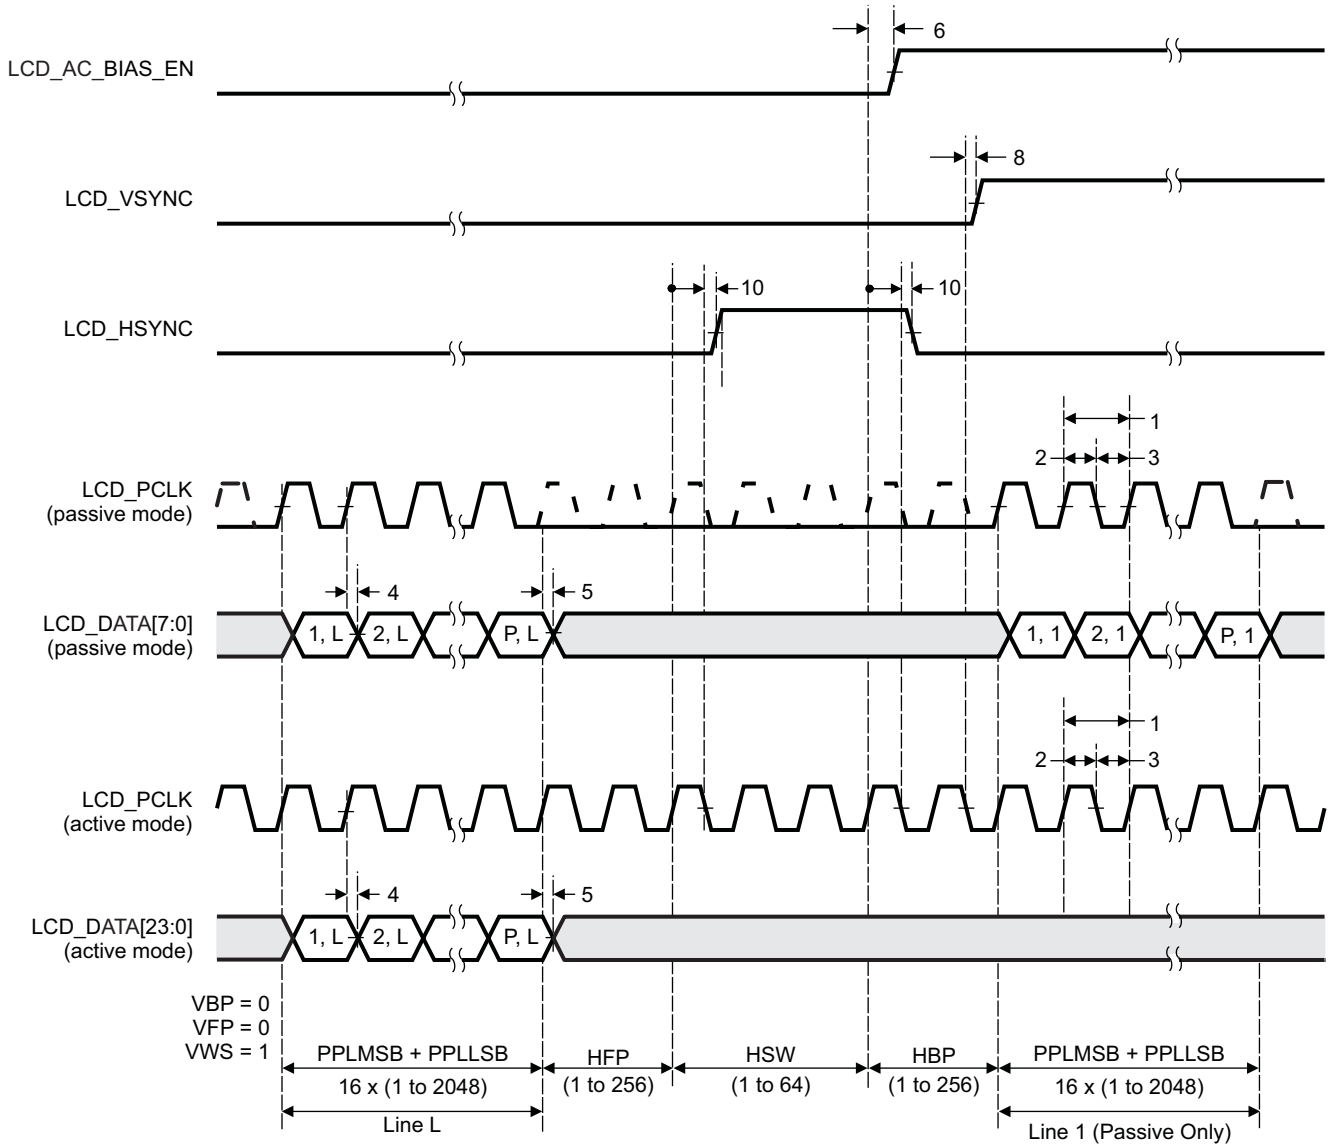 6
LCD_AC_BIAS_EN
8
LCD_VSYNC
10
10
LCD_HSYNC
1
2
3
LCD_PCLK
(passive mode)
4
5
LCD_DATA[7:0]
(passive mode)
1, L
2, L
P, L
1, 1
2, 1
P, 1
1
2
3
LCD_PCLK
(active mode)
4
5
LCD_DATA[23:0]
(active mode)
1, L
2, L
P, L
VBP = 0
VFP = 0
VWS = 1
PPLMSB + PPLLSB
16 x (1 to 2048)
Line L
HFP
(1 to 256)
HSW
(1 to 64)
HBP
(1 to 256)
PPLMSB + PPLLSB
16 x (1 to 2048)
Line 1 (Passive Only)